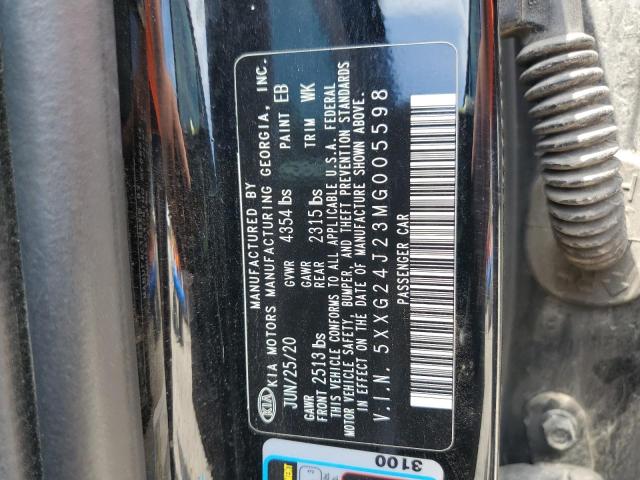 MANUFACTURED BY
KIA KIA MOTORS MANUFACTURING GEORGIA, INC.
JUN/25/20 GVWR 4354 lbs PAINT EB
GAWR FRONT 2513 lbs GAWR REAR 2315 lbs TRIM WK
THIS VEHICLE CONFORMS TO ALL APPLICABLE U.S.A. FEDERAL
MOTOR VEHICLE SAFETY, BUMPER, AND THEFT PREVENTION STANDARDS
IN EFFECT ON THE DATE OF MANUFACTURE SHOWN ABOVE.
V.I.N. 5XXG24J23MG005598
PASSENGER CAR
3100